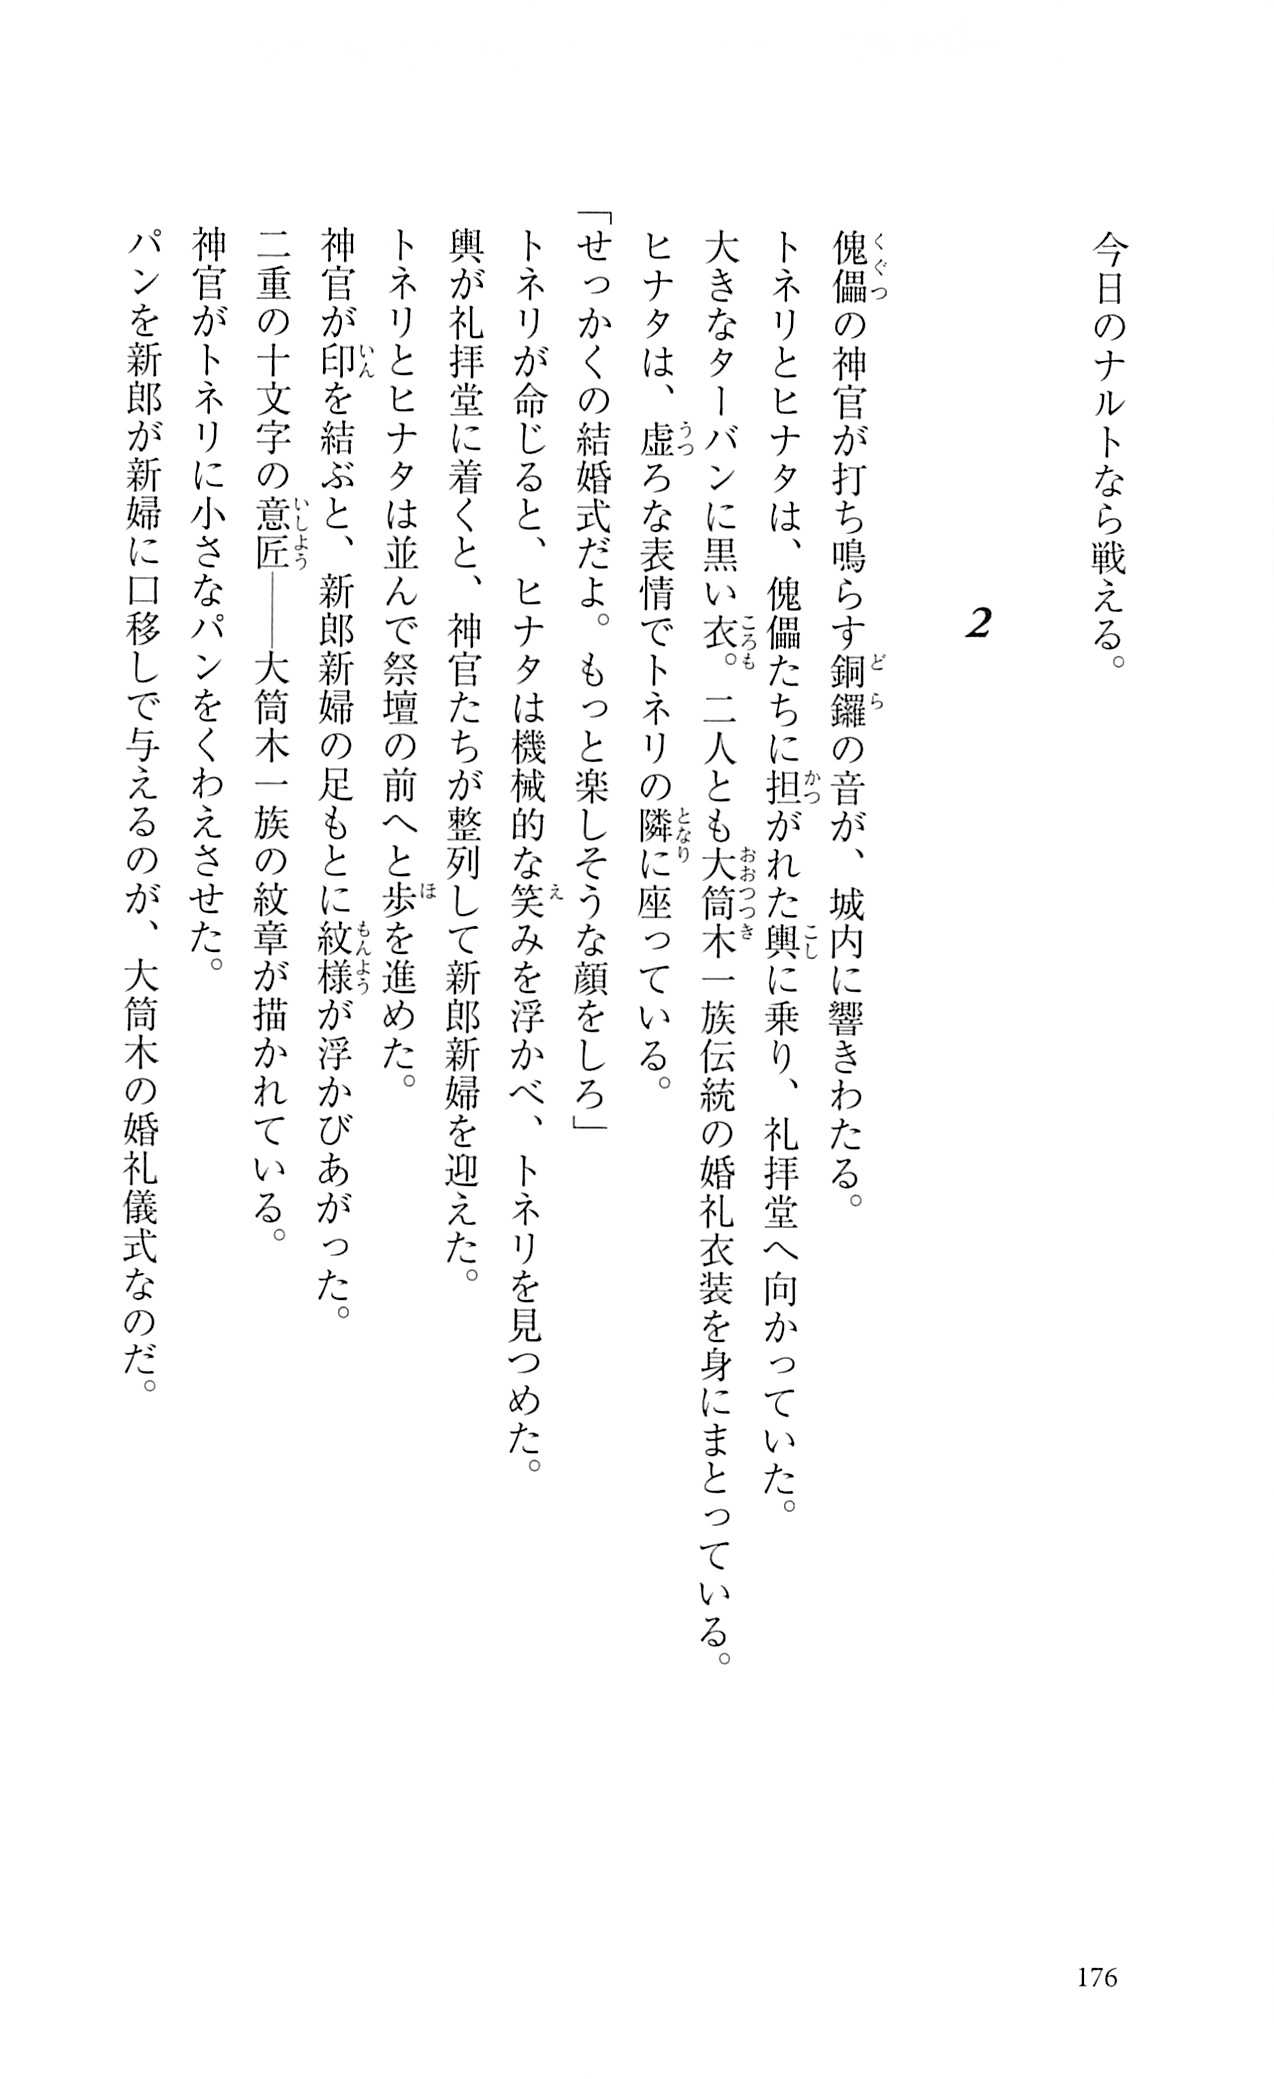 今日のナルトなら戦える。
2
傀儡の神官が打ち鳴らす銅鑼の音が、城内に響きわたる。
トネリとヒナタは、傀儡たちに担がれた輿に乗り、礼拝堂へ向かっていた。
大きなターバンに黒い衣。二人とも大筒木一族伝統の婚礼衣装を身にまとっている。
ヒナタは、虚ろな表情でトネリの隣に座っている。
「せっかくの結婚式だよ。もっと楽しそうな顔をしろ」
トネリが命じると、ヒナタは機械的な笑みを浮かべ、トネリを見つめた。
輿が礼拝堂に着くと、神官たちが整列して新郎新婦を迎えた。
トネリとヒナタは並んで祭壇の前へと歩を進めた。
神官が印を結ぶと、新郎新婦の足もとに紋様が浮かびあがった。
二重の十文字の意匠――大筒木一族の紋章が描かれている。
神官がトネリに小さなパンをくわえさせた。
パンを新郎が新婦に口移しで与えるのが、大筒木の婚礼儀式なのだ。
176